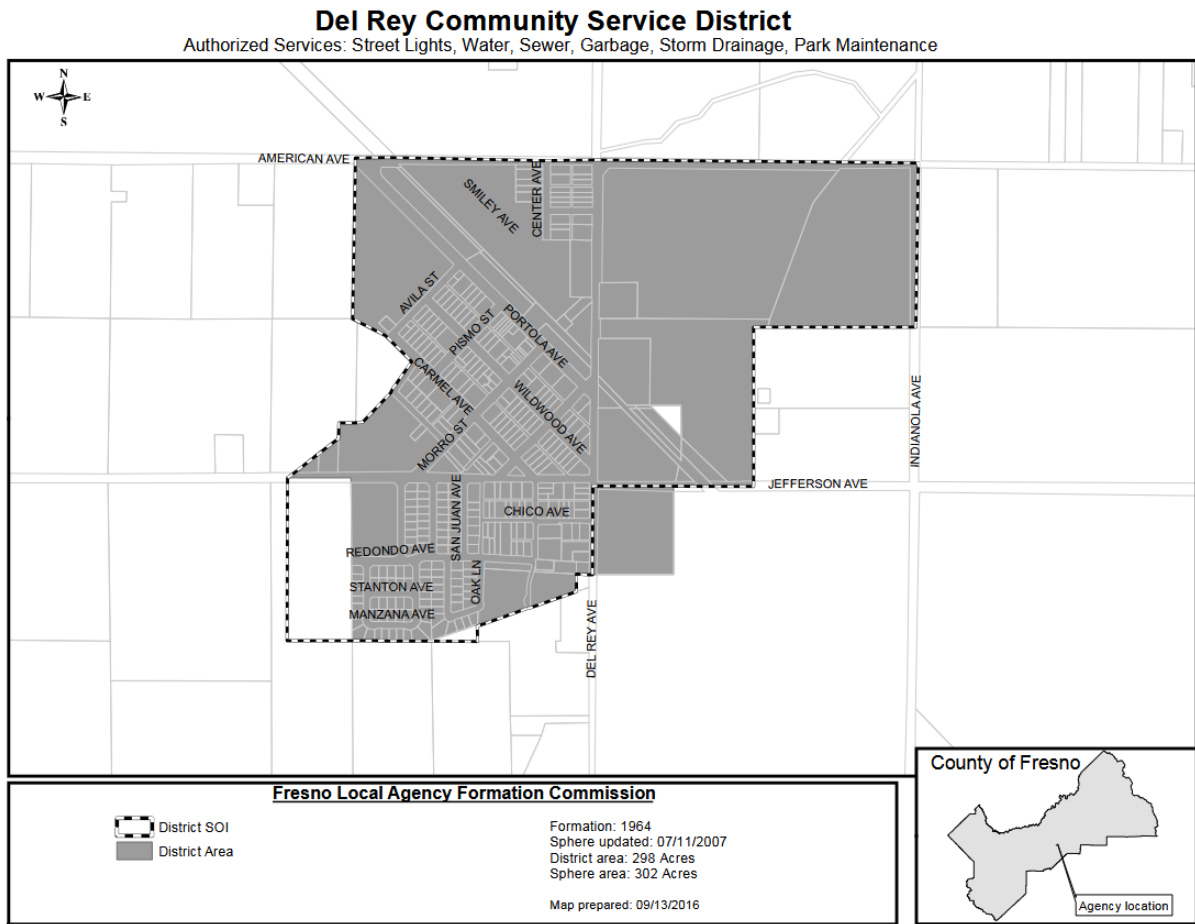 Del Rey Community Service District
Authorized Services: Street Lights, Water, Sewer, Garbage, Storm Drainage, Park Maintenance
N
W E
S
AMERICAN AVE
CENTER AVE
SMILEY AVE
AVILA ST
PISMO ST
PORTOLA AVE
CARMEL AVE
WILDWOOD AVE
MORRO ST
INDIANOLA AVE
JEFFERSON AVE
SAN JUAN AVE
CHICO AVE
REDONDO AVE
STANTON AVE
OAK LN
MANZANA AVE
DEL REY AVE
County of Fresno
Agency location
Fresno Local Agency Formation Commission
District SOI
District Area
Formation: 1964
Sphere updated: 07/11/2007
District area: 298 Acres
Sphere area: 302 Acres
Map prepared: 09/13/2016